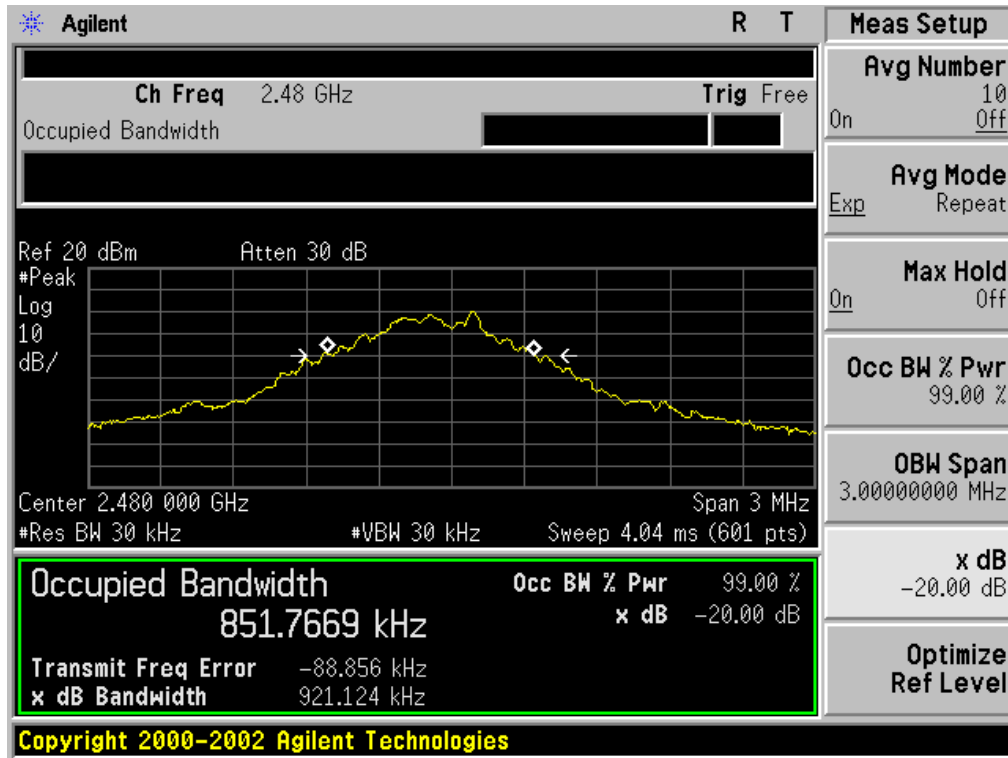 Agilent R T
Ch Freq 2.48 GHz Trig Free
Occupied Bandwidth
Ref 20 dBm Atten 30 dB
#Peak
Log
10
dB/
Center 2.480 000 GHz Span 3 MHz
#Res BW 30 kHz #VBW 30 kHz Sweep 4.04 ms (601 pts)
Occupied Bandwidth Occ BW % Pwr 99.00 %
851.7669 kHz x dB -20.00 dB
Transmit Freq Error -88.856 kHz
x dB Bandwidth 921.124 kHz
Copyright 2000-2002 Agilent Technologies
Meas Setup
Avg Number
10
On Off
Avg Mode
Exp Repeat
Max Hold
On Off
Occ BW % Pwr
99.00 %
OBW Span
3.00000000 MHz
x dB
-20.00 dB
Optimize
Ref Level